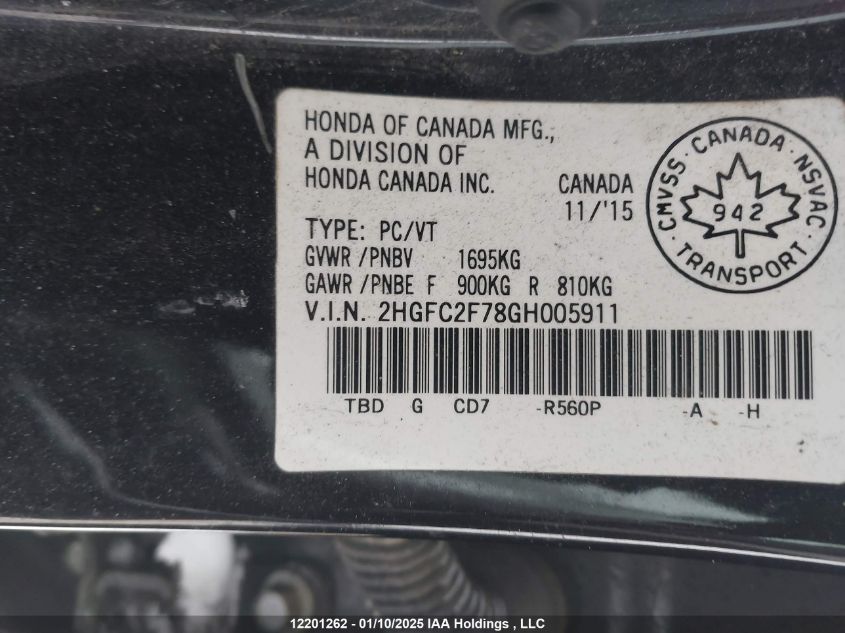 HONDA OF CANADA MFG.,
A DIVISION OF
HONDA CANADA INC. CANADA
11/'15
TYPE: PC/VT
GVWR /PNBV 1695KG
GAWR /PNBE F 900KG R 810KG
V.I.N. 2HGFC2F78GH005911
TBD G CD7 -R560P -A -H
CMVSS · CANADA · NSVAC
942
· TRANSPORT ·
12201262 - 01/10/2025 IAA Holdings , LLC